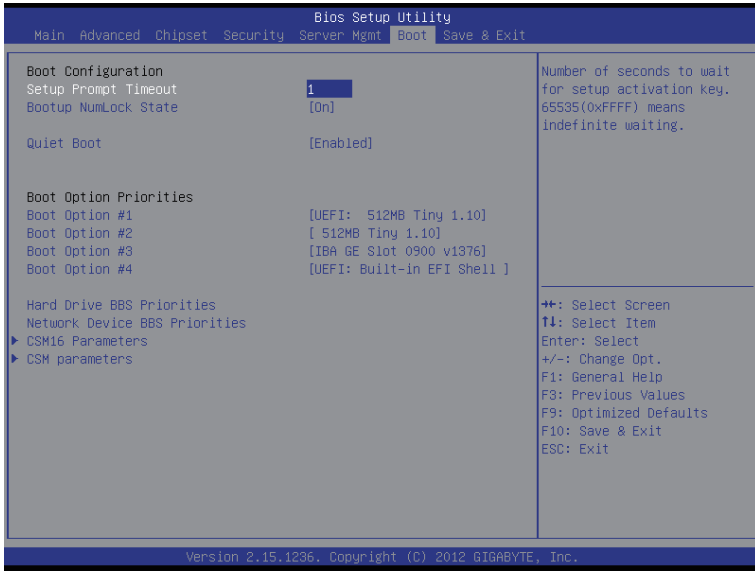 Bios Setup Utility
Main Advanced Chipset Security Server Mgmt Boot Save & Exit
Boot Configuration
Setup Prompt Timeout 1
Bootup NumLock State [On]
Quiet Boot [Enabled]
Boot Option Priorities
Boot Option #1 [UEFI: 512MB Tiny 1.10]
Boot Option #2 [ 512MB Tiny 1.10]
Boot Option #3 [IBA GE Slot 0900 v1376]
Boot Option #4 [UEFI: Built-in EFI Shell ]
Hard Drive BBS Priorities
Network Device BBS Priorities
CSM16 Parameters
CSM parameters
Number of seconds to wait
for setup activation key.
65535(0xFFFF) means
indefinite waiting.
→←: Select Screen
↑↓: Select Item
Enter: Select
+/-: Change Opt.
F1: General Help
F3: Previous Values
F9: Optimized Defaults
F10: Save & Exit
ESC: Exit
Version 2.15.1236. Copyright (C) 2012 GIGABYTE, Inc.